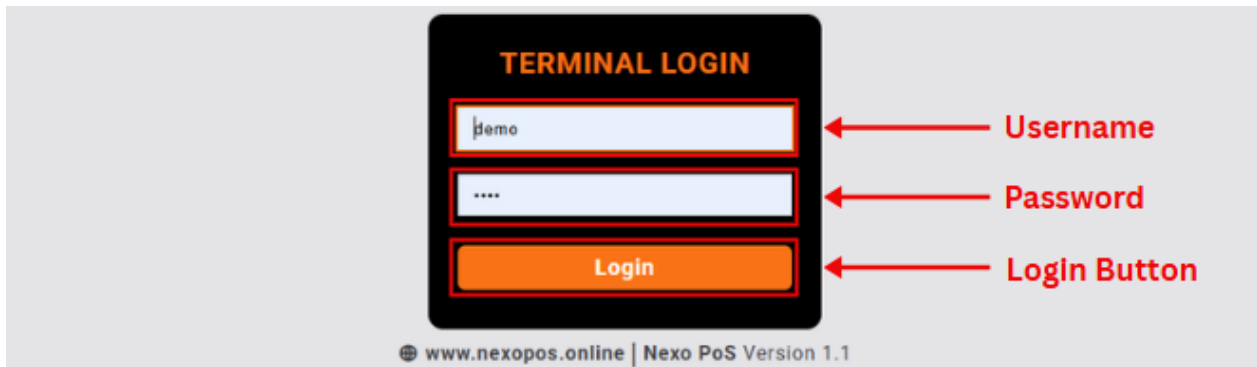 TERMINAL LOGIN
demo
Username
····
Password
Login
Login Button
www.nexopos.online | Nexo PoS Version 1.1